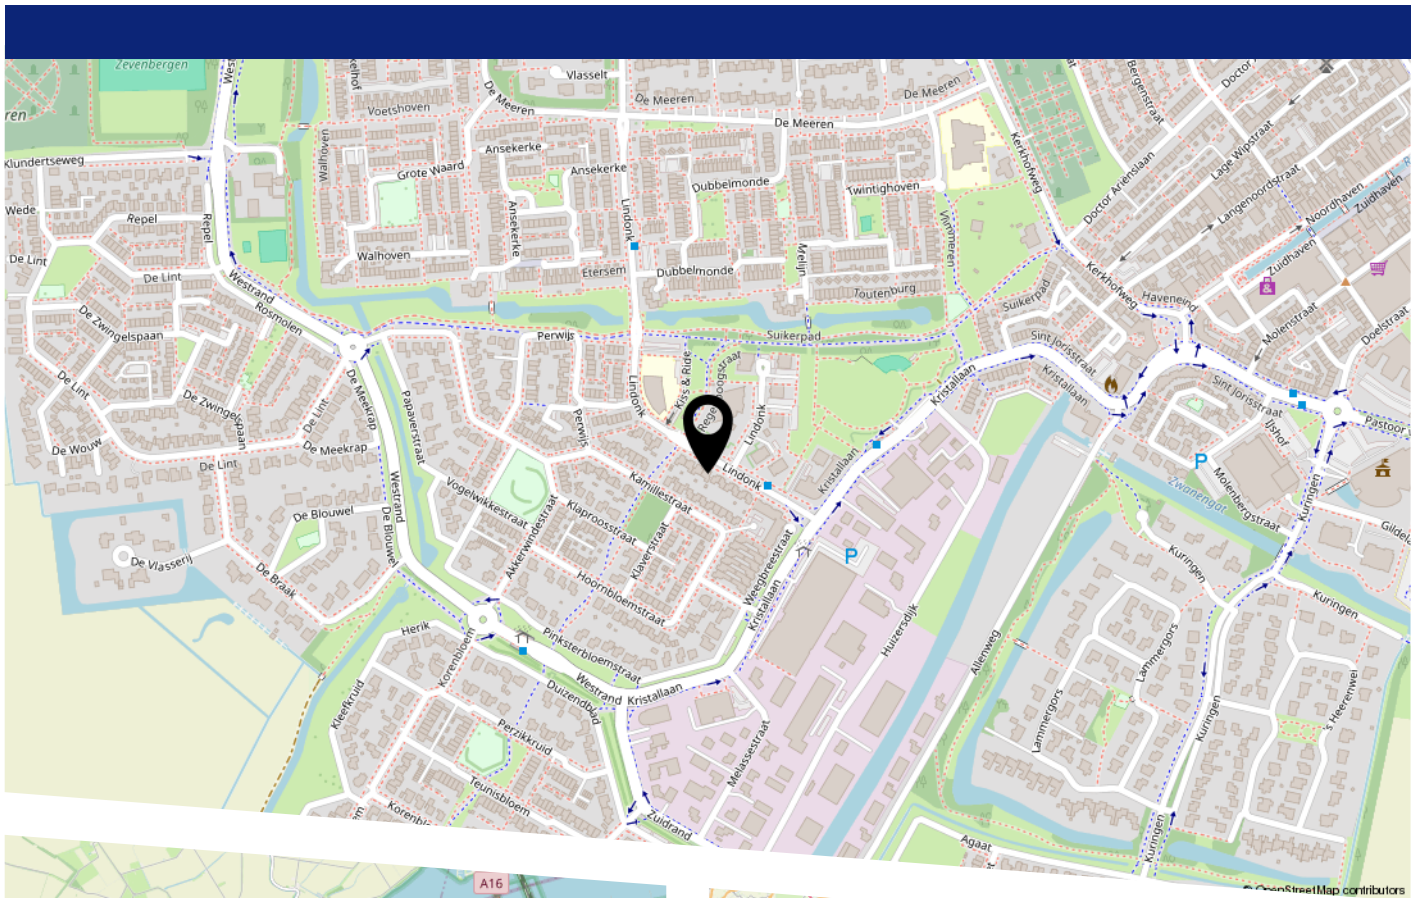 Zevenbergen
West
Vlasselt
De Meeren
De Meeren
De Meeren
De Meeren
Voetshoven
Walhoven
Ansekerke
Ansekerke
Ansekerke
Grote Waard
Klundertseweg
Wede
Repel
Repel
De Lint
De Lint
Walhoven
Lindonk
Dubbelmonde
Dubbelmonde
Etersem
Twintighoven
Melijn
Toutenburg
Vlimmeren
Kerkhofweg
Bergenstraat
Doctor Ariënslaan
Lage Wipstraat
Langenoordstraat
Noordhaven
Zuidhaven
Zuidhaven
Kerkhofweg
Haveneind
Molenstraat
Doelstraat
Suikerpad
Suikerpad
Sint Jorisstraat
Sint Jorisstraat
Westrand
Rosmolen
De Zwingelspaan
De Zwingelspaan
De Lint
De Lint
De Lint
De Wouw
De Meekrap
De Meekrap
Papaverstraat
Perwijs
Perwijs
Lindonk
Kiss & Ride
Lindonk
Lindonk
Kristallaan
Kristallaan
Kristallaan
IJshof
Pastoor
Molenbergstraat
Zwanengat
Kuringen
Westrand
De Blouwel
De Blouwel
De Vlasserij
De Braak
Vogelwikkestraat
Akkerwindestraat
Klaproosstraat
Kamillestraat
Klaverstraat
Hoornbloemstraat
Weegbreestraat
Kristallaan
Pinksterbloemstraat
Westrand
Kristallaan
Herik
Korenbloem
Kleefkruid
Duizendblad
Perzikkruid
Teunisbloem
Zuidrand
Melassestraat
Huizersdijk
Allenweg
Lammergors
Lammergors
Kuringen
Kuringen
Kuringen
Kuringen
's Heerenwei
Agaat
A16
© OpenStreetMap contributors